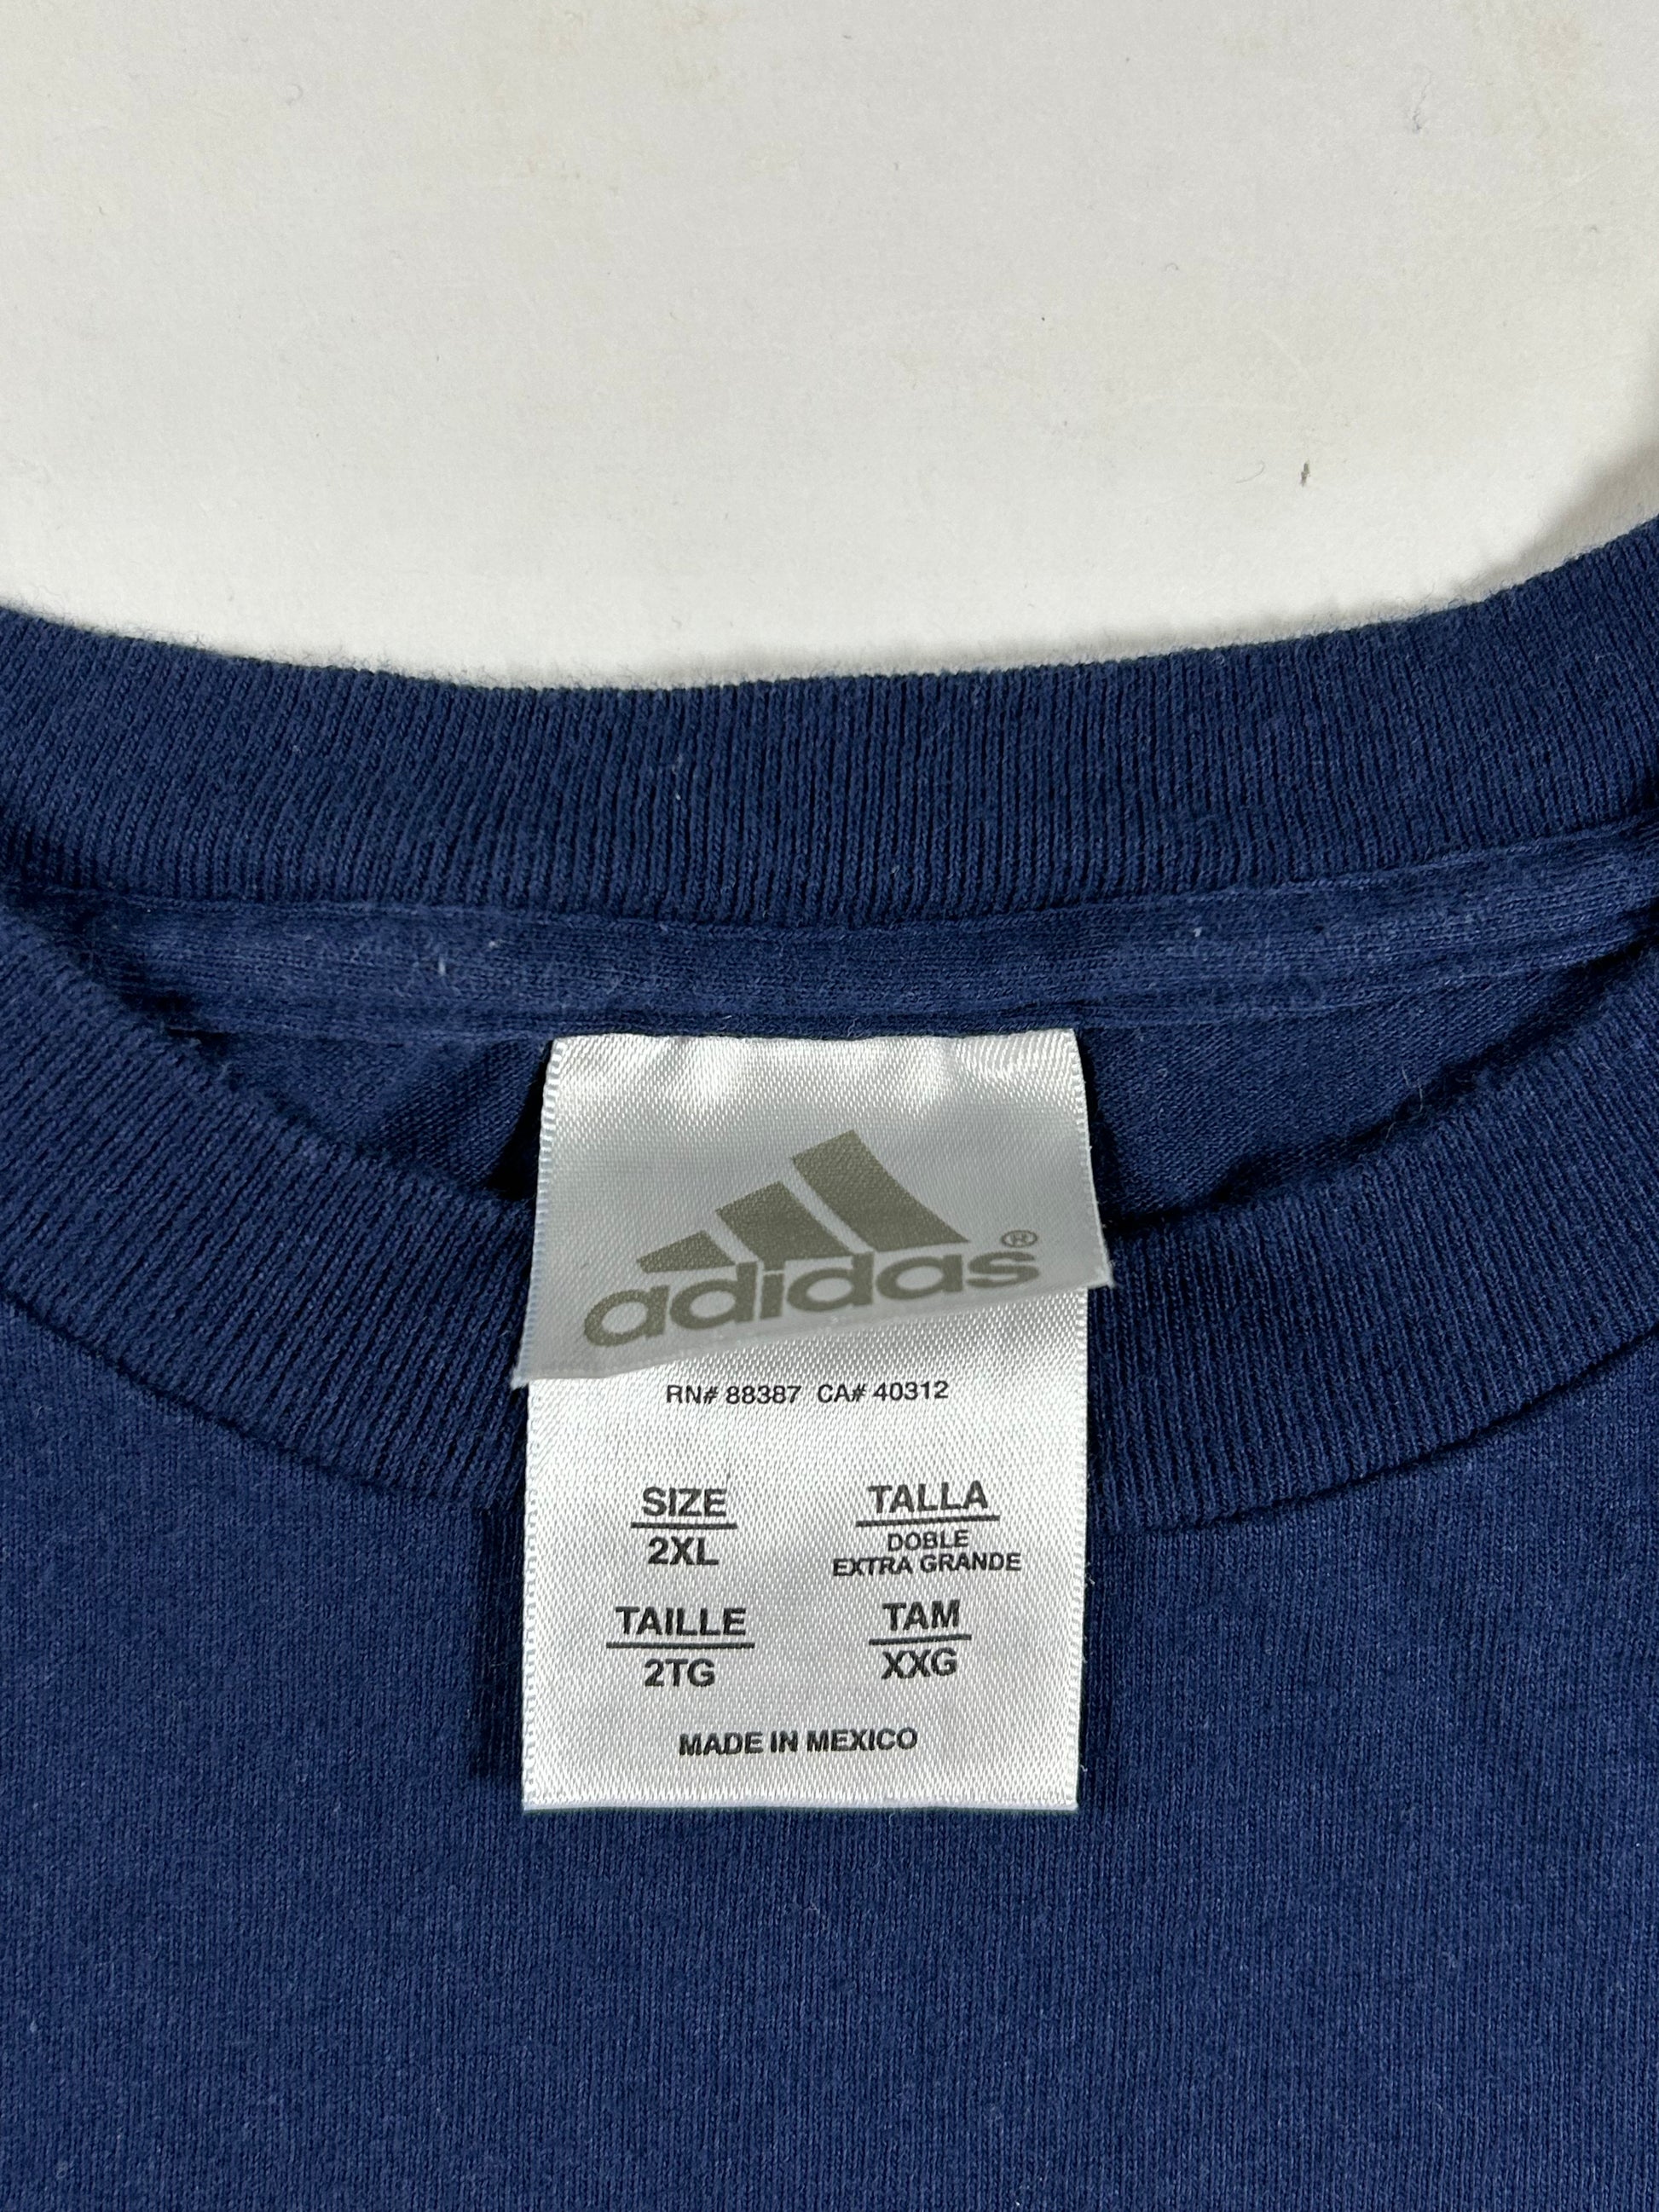 adidas®
RN# 88387 CA# 40312
SIZE
2XL
TALLA
DOBLE
EXTRA GRANDE
TAILLE
2TG
TAM
XXG
MADE IN MEXICO